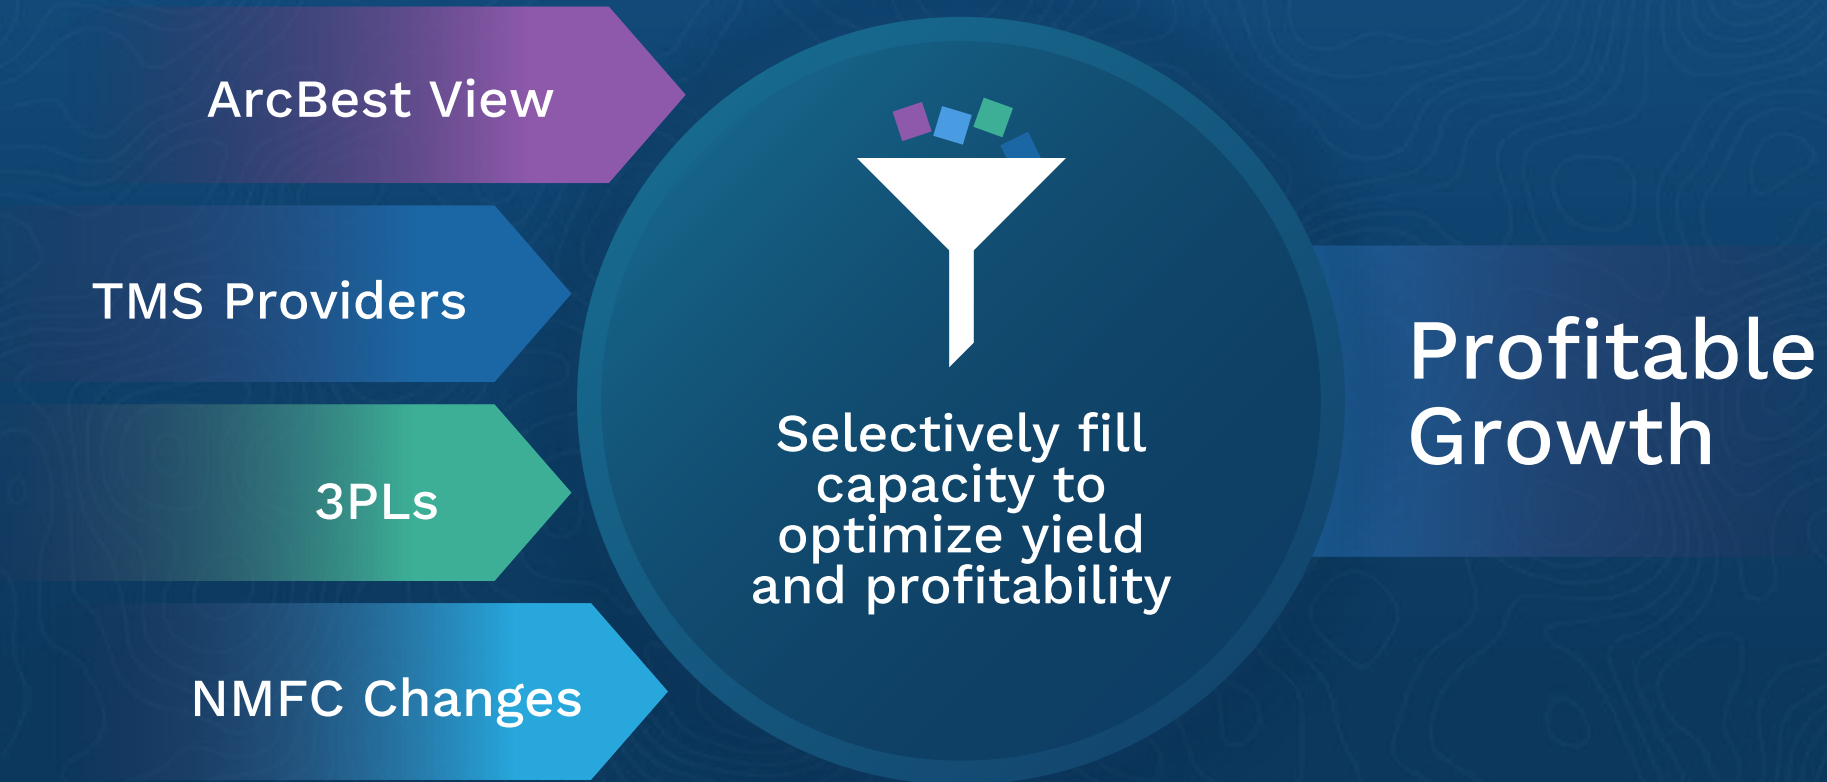 ArcBest View
TMS Providers
3PLs
NMFC Changes
Selectively fill
capacity to
optimize yield
and profitability
Profitable
Growth